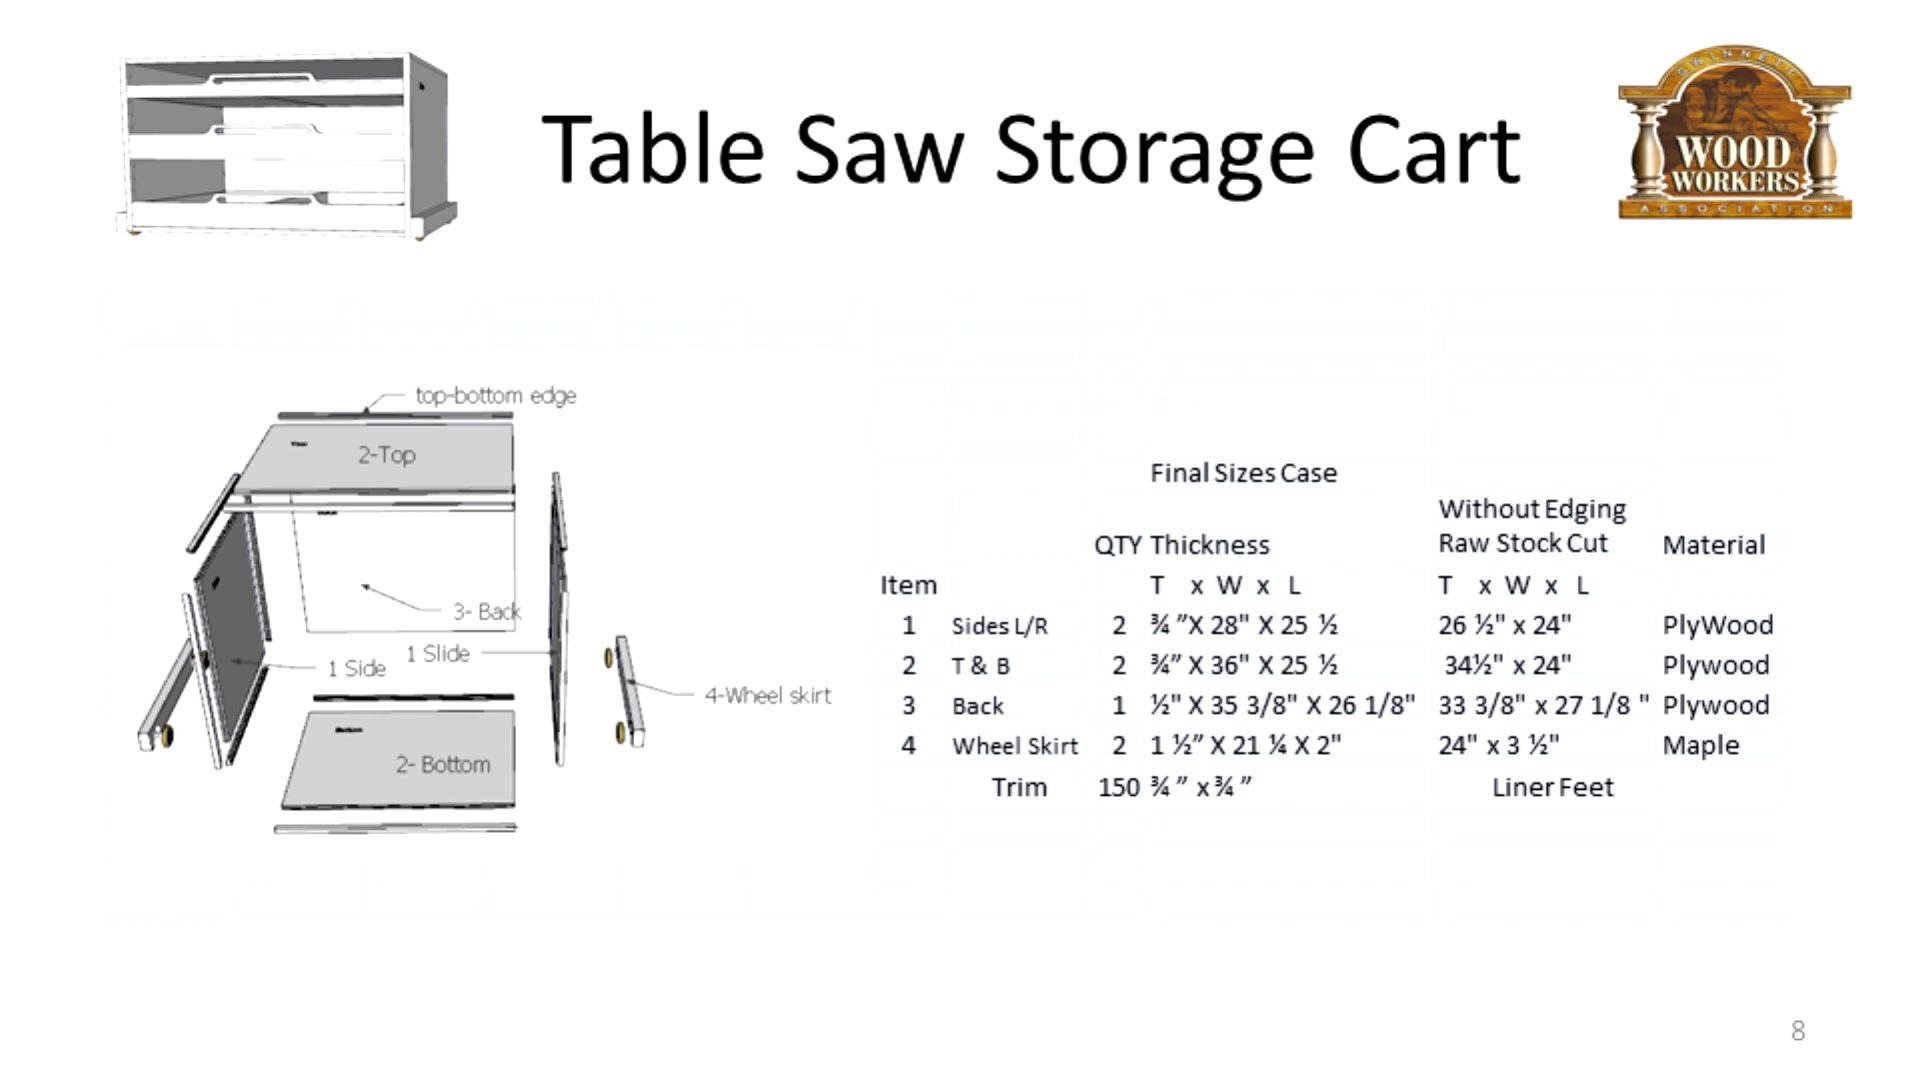 Table Saw Storage Cart
GWINNETT
WOOD
WORKERS
ASSOCIATION
top-bottom edge
2-Top
3- Back
1 Slide
1 Side
4-Wheel skirt
Bottom
2- Bottom
Final Sizes Case
Without Edging
QTY Thickness Raw Stock Cut Material
Item T x W x L T x W x L
1 Sides L/R 2 ¾ ”X 28" X 25 ½ 26 ½" x 24" PlyWood
2 T & B 2 ¾” X 36" X 25 ½ 34½" x 24" Plywood
3 Back 1 ½" X 35 3/8" X 26 1/8" 33 3/8" x 27 1/8 " Plywood
4 Wheel Skirt 2 1 ½” X 21 ¼ X 2" 24" x 3 ½" Maple
Trim 150 ¾ ” x ¾ ” Liner Feet
8